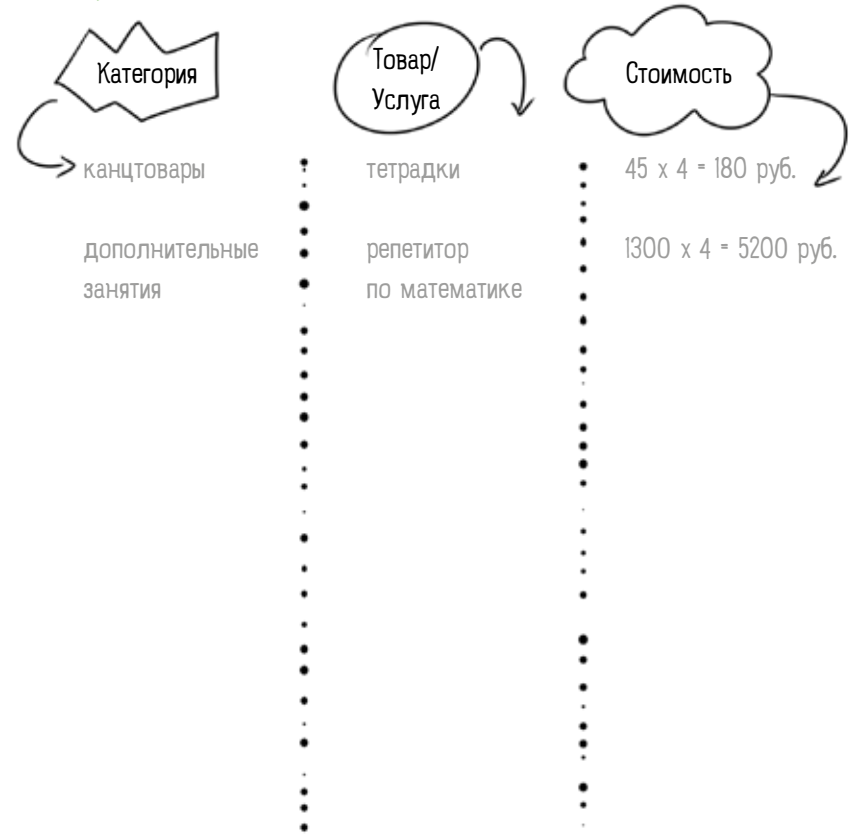 Категория
Товар/
Услуга
Стоимость
канцтовары
тетрадки
45 x 4 = 180 руб.
дополнительные
занятия
репетитор
по математике
1300 x 4 = 5200 руб.